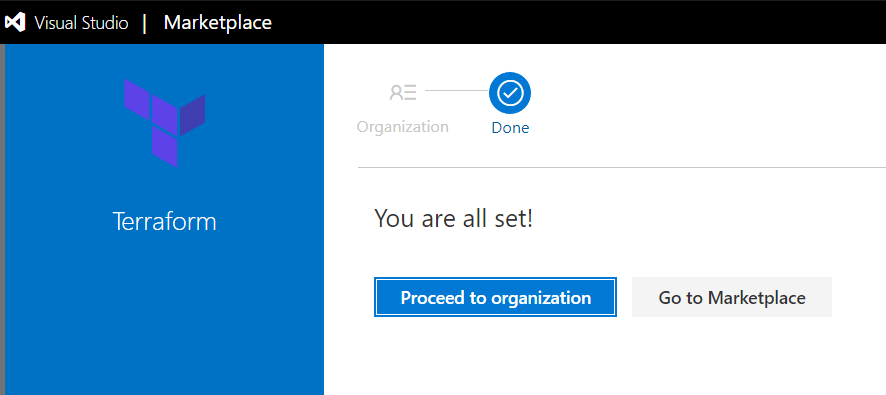 Visual Studio | Marketplace
Terraform
Organization
Done
You are all set!
Proceed to organization
Go to Marketplace